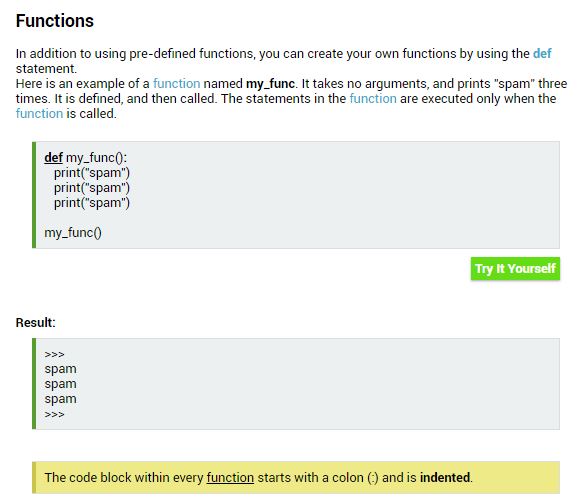 Functions
In addition to using pre-defined functions, you can create your own functions by using the def
statement.
Here is an example of a function named my_func. It takes no arguments, and prints "spam" three
times. It is defined, and then called. The statements in the function are executed only when the
function is called.
def my_func():
print("spam")
print("spam")
print("spam")
my_func()
Try It Yourself
Result:
>>>
spam
spam
spam
>>>
The code block within every function starts with a colon (:) and is indented.